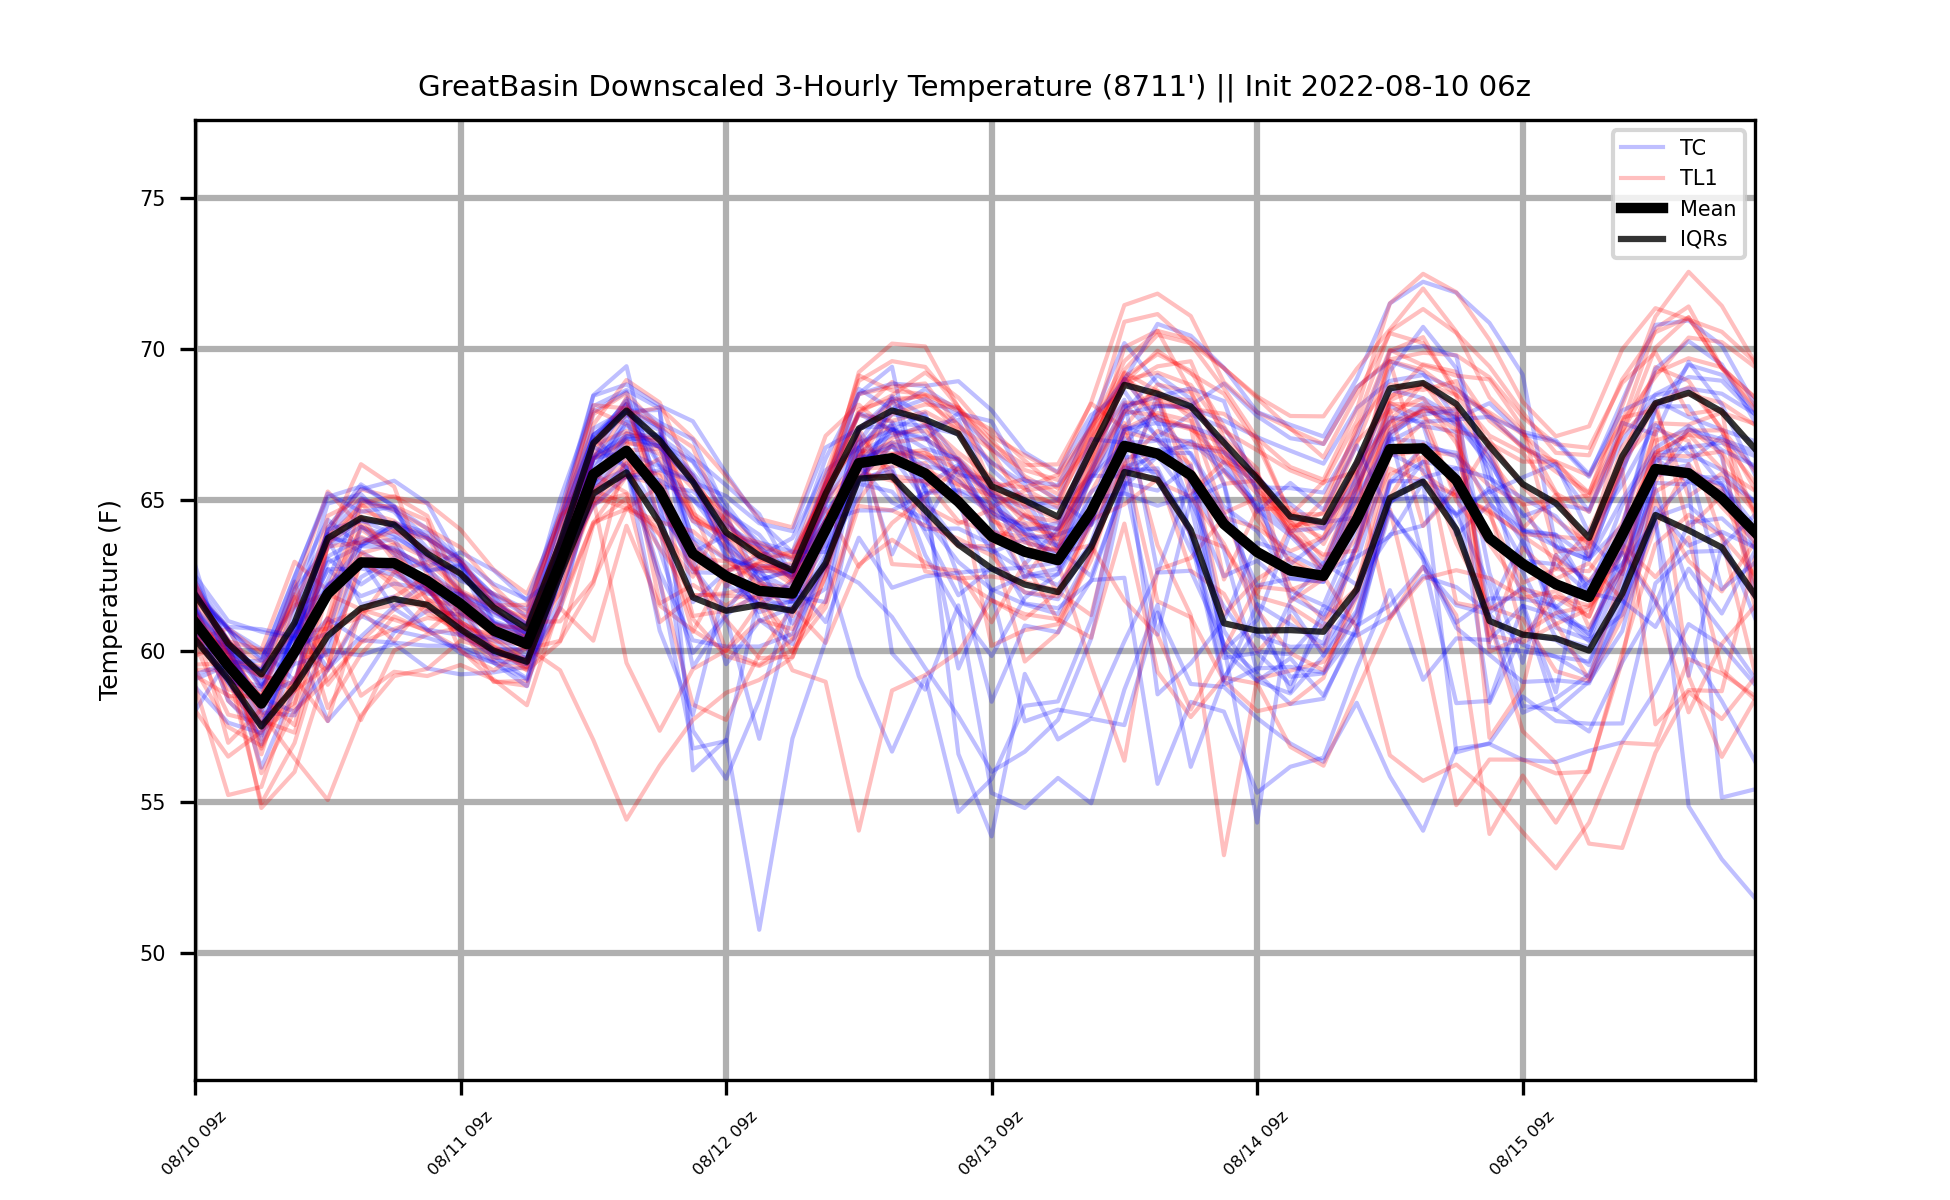 GreatBasin Downscaled 3-Hourly Temperature (8711') || Init 2022-08-10 06z
TC
TL1
Mean
IQRs
Temperature (F)
75
70
65
60
55
50
08/10 09z
08/11 09z
08/12 09z
08/13 09z
08/14 09z
08/15 09z